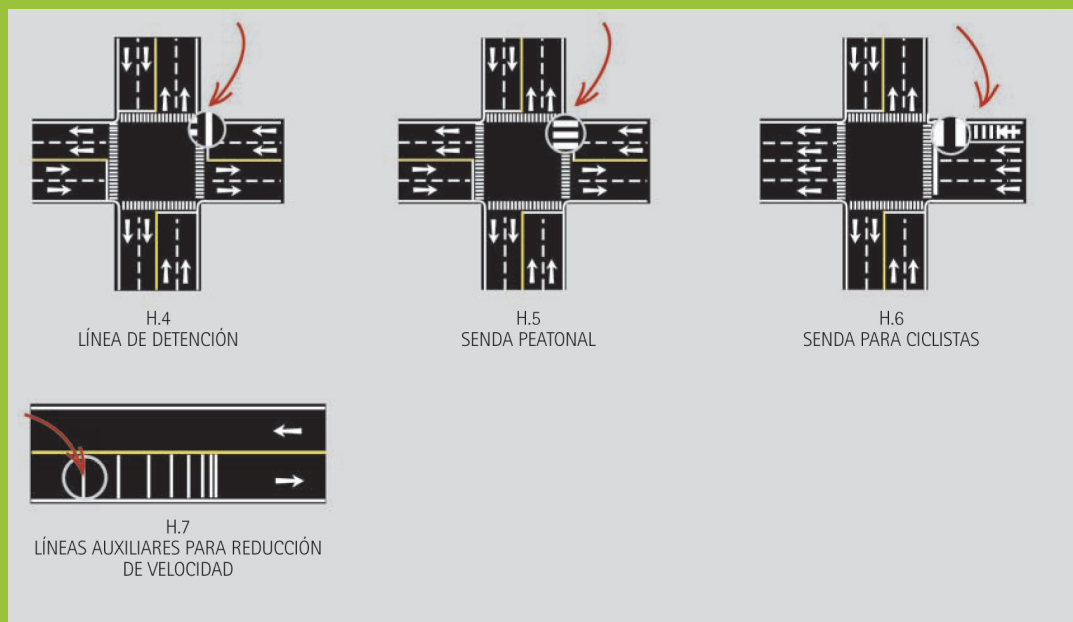 H.4
LÍNEA DE DETENCIÓN
H.5
SENDA PEATONAL
H.6
SENDA PARA CICLISTAS
H.7
LÍNEAS AUXILIARES PARA REDUCCIÓN
DE VELOCIDAD